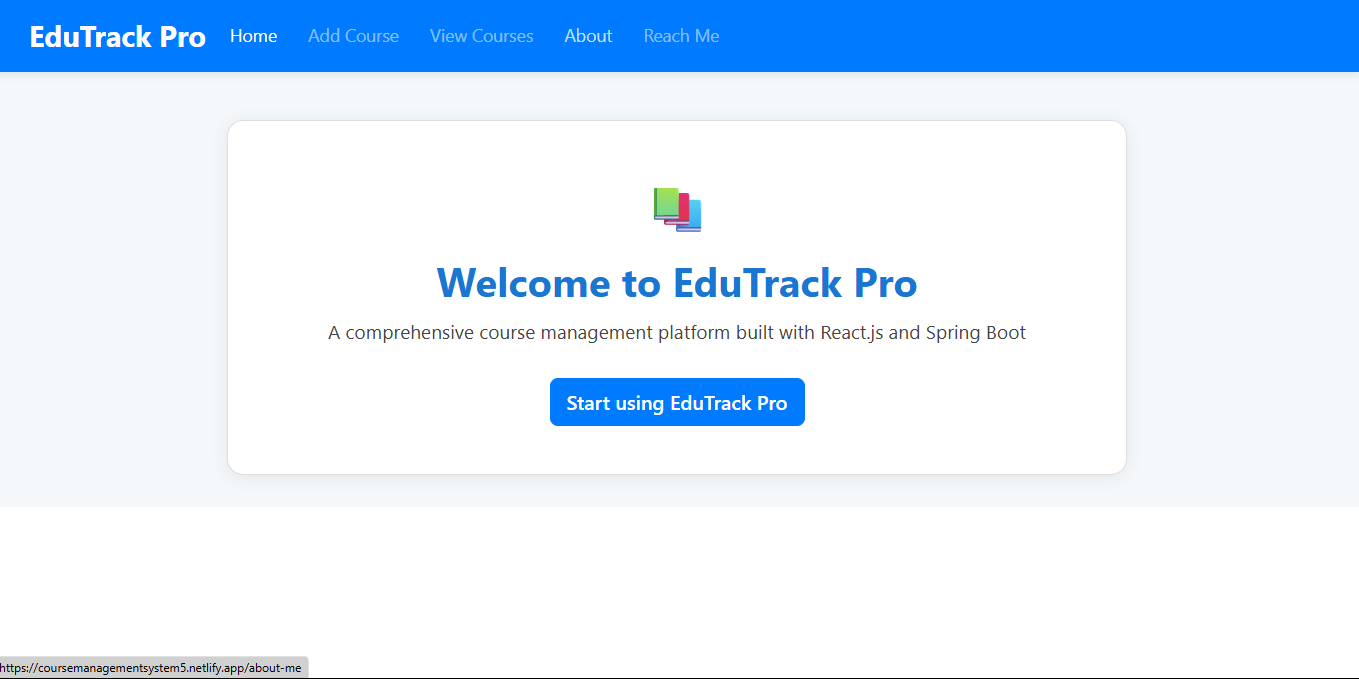 EduTrack Pro Home Add Course View Courses About Reach Me
Welcome to EduTrack Pro
A comprehensive course management platform built with React.js and Spring Boot
Start using EduTrack Pro
https://coursemanagementsystem5.netlify.app/about-me